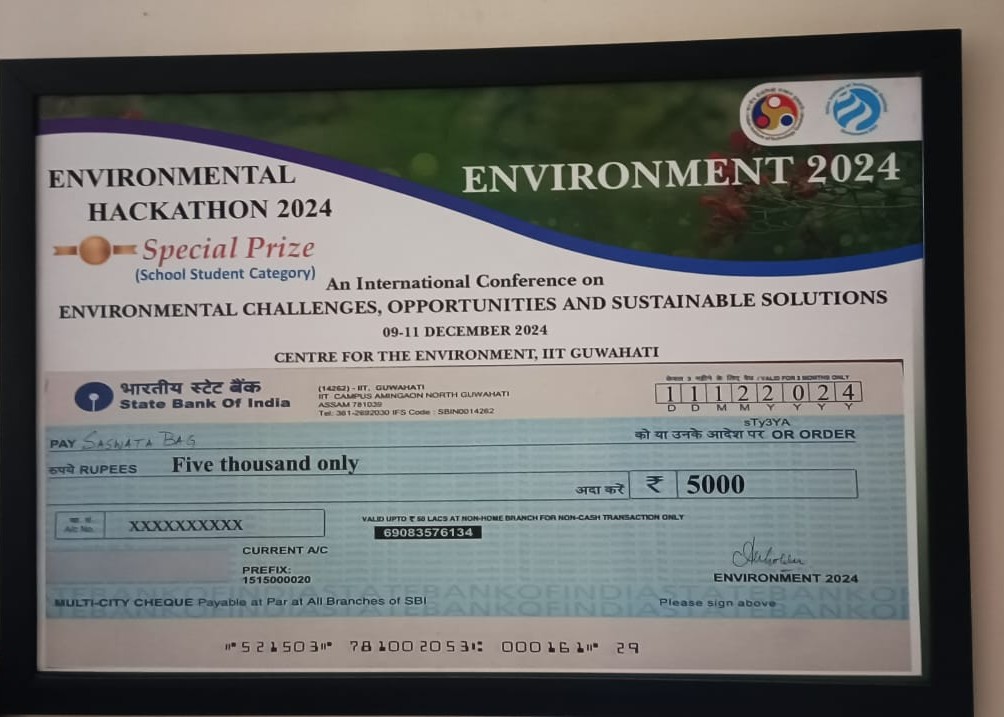 ENVIRONMENTAL
HACKATHON 2024
Special Prize
(School Student Category)
ENVIRONMENT 2024
An International Conference on
ENVIRONMENTAL CHALLENGES, OPPORTUNITIES AND SUSTAINABLE SOLUTIONS
09-11 DECEMBER 2024
CENTRE FOR THE ENVIRONMENT, IIT GUWAHATI
भारतीय स्टेट बैंक
State Bank Of India
(14262) - IIT. GUWAHATI
IIT CAMPUS AMINGAON NORTH GUWAHATI
ASSAM 781039
Tel: 361-2692030 IFS Code : SBIN0014262
केवल 3 महीने के लिए वैध / VALID FOR 3 MONTHS ONLY
1 1 1 2 2 0 2 4
D D M M Y Y Y Y
sTy3YA
PAY SASWATA BAG
को या उनके आदेश पर OR ORDER
रुपये RUPEES Five thousand only
अदा करें ₹ 5000
A/c No. XXXXXXXXXX
VALID UPTO ₹ 50 LACS AT NON-HOME BRANCH FOR NON-CASH TRANSACTION ONLY
69083576134
CURRENT A/C
PREFIX:
1515000020
ENVIRONMENT 2024
MULTI-CITY CHEQUE Payable at Par at All Branches of SBI
Please sign above
⑈521503⑈ 781002053⑆ 000161⑈ 29